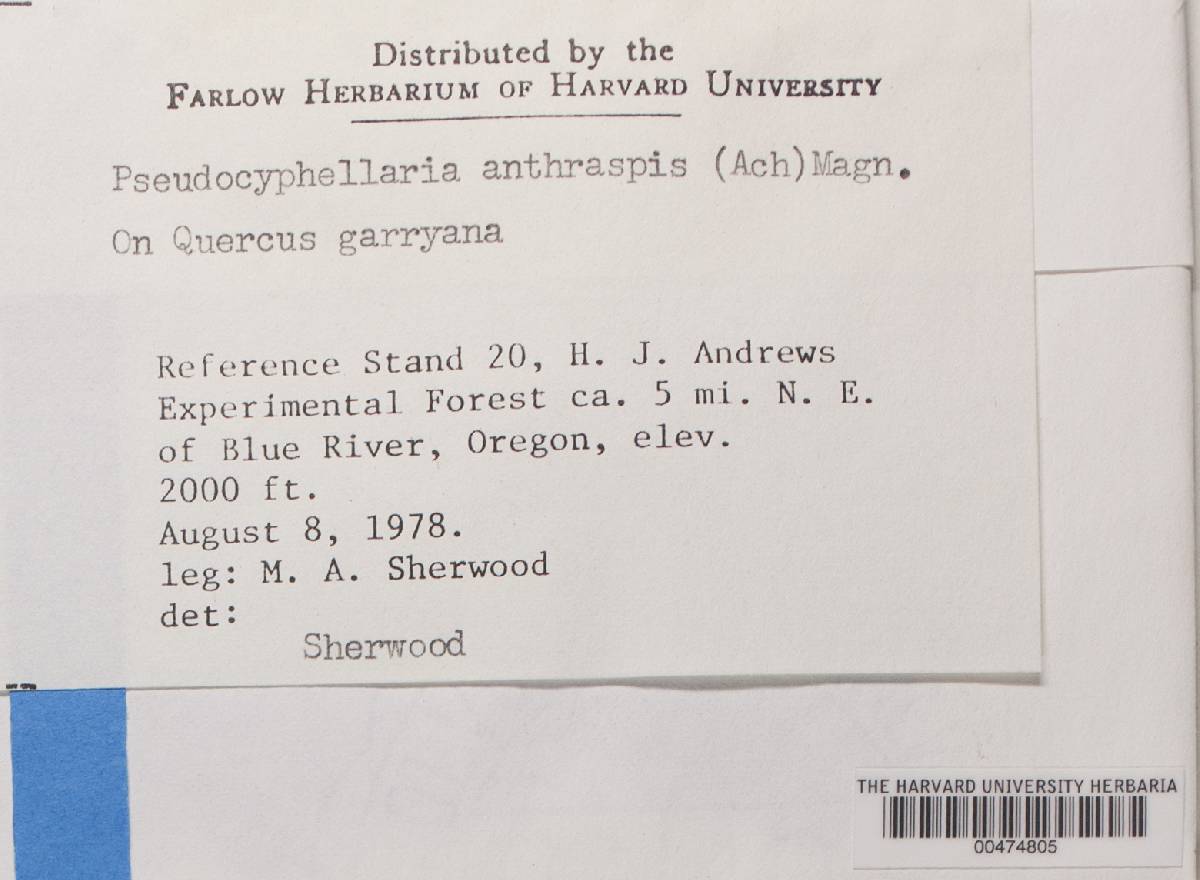 Distributed by the
FARLOW HERBARIUM OF HARVARD UNIVERSITY
Pseudocyphellaria anthraspis (Ach)Magn.
On Quercus garryana
Reference Stand 20, H. J. Andrews
Experimental Forest ca. 5 mi. N. E.
of Blue River, Oregon, elev.
2000 ft.
August 8, 1978.
leg: M. A. Sherwood
det:
Sherwood
THE HARVARD UNIVERSITY HERBARIA
00474805